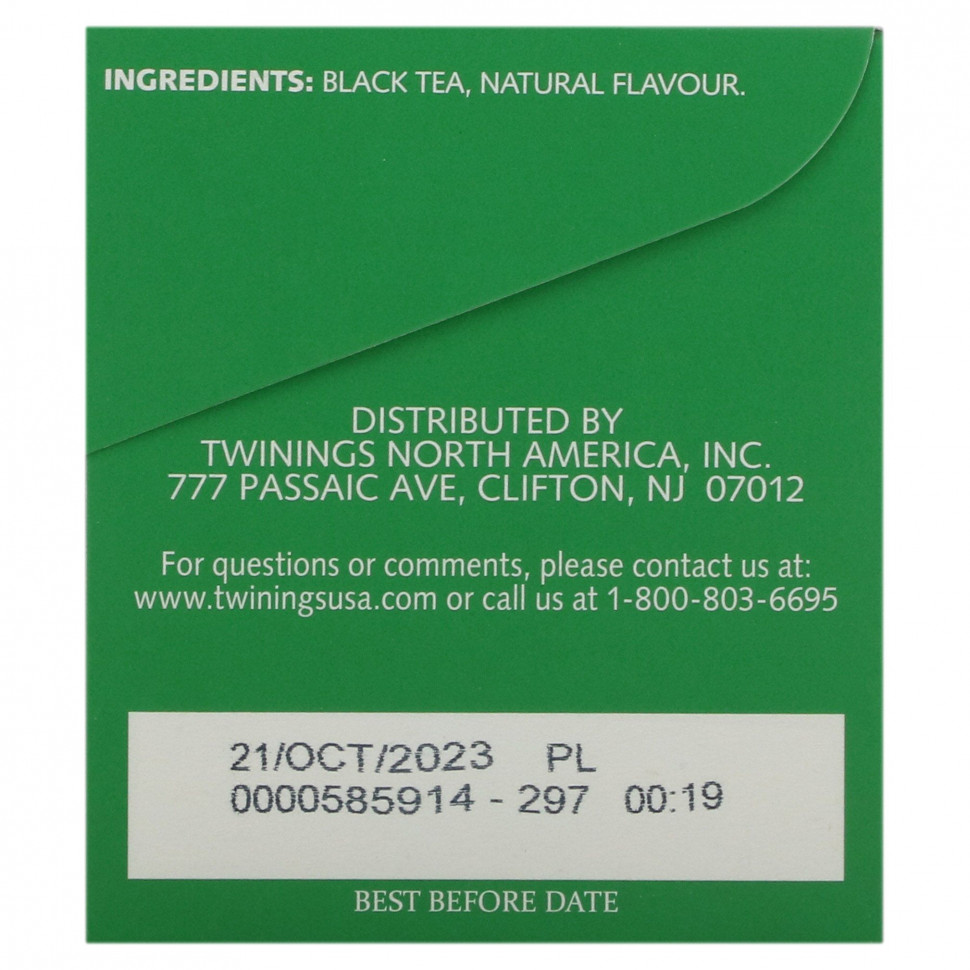 INGREDIENTS: BLACK TEA, NATURAL FLAVOUR.
DISTRIBUTED BY
TWININGS NORTH AMERICA, INC.
777 PASSAIC AVE, CLIFTON, NJ 07012
For questions or comments, please contact us at:
www.twiningsusa.com or call us at 1-800-803-6695
21/OCT/2023 PL
0000585914 - 297 00:19
BEST BEFORE DATE